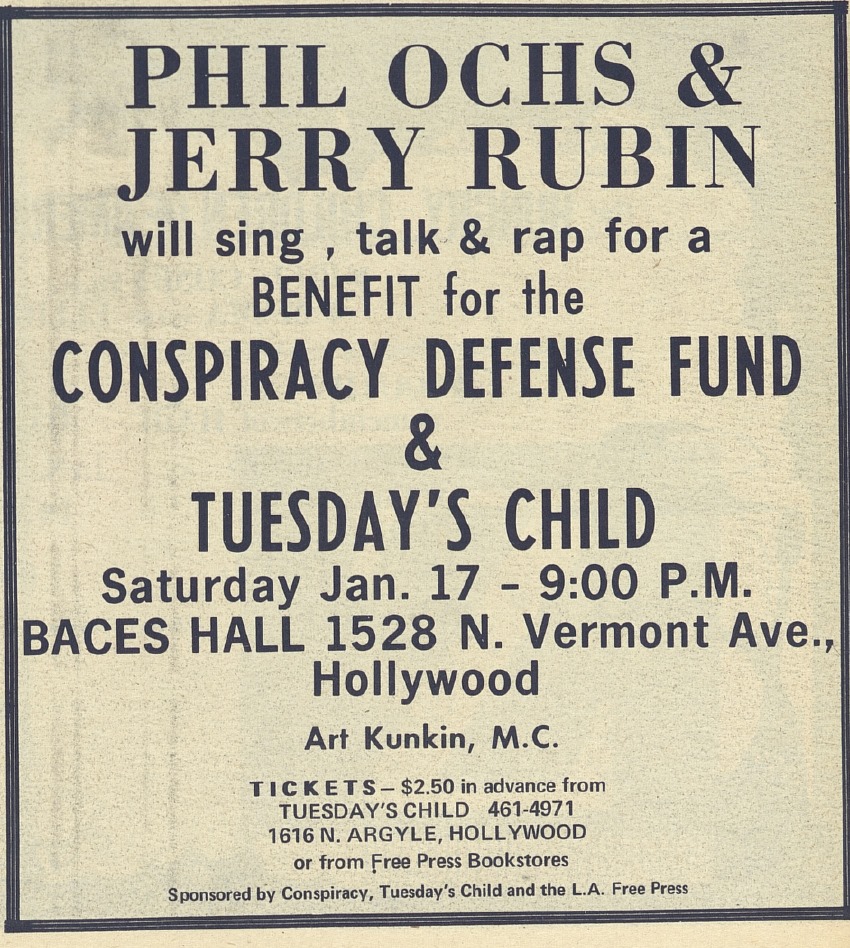 PHIL OCHS &
JERRY RUBIN
will sing , talk & rap for a
BENEFIT for the
CONSPIRACY DEFENSE FUND
&
TUESDAY'S CHILD
Saturday Jan. 17 – 9:00 P.M.
BACES HALL 1528 N. Vermont Ave.,
Hollywood
Art Kunkin, M.C.
TICKETS – $2.50 in advance from
TUESDAY'S CHILD 461-4971
1616 N. ARGYLE, HOLLYWOOD
or from Free Press Bookstores
Sponsored by Conspiracy, Tuesday's Child and the L.A. Free Press